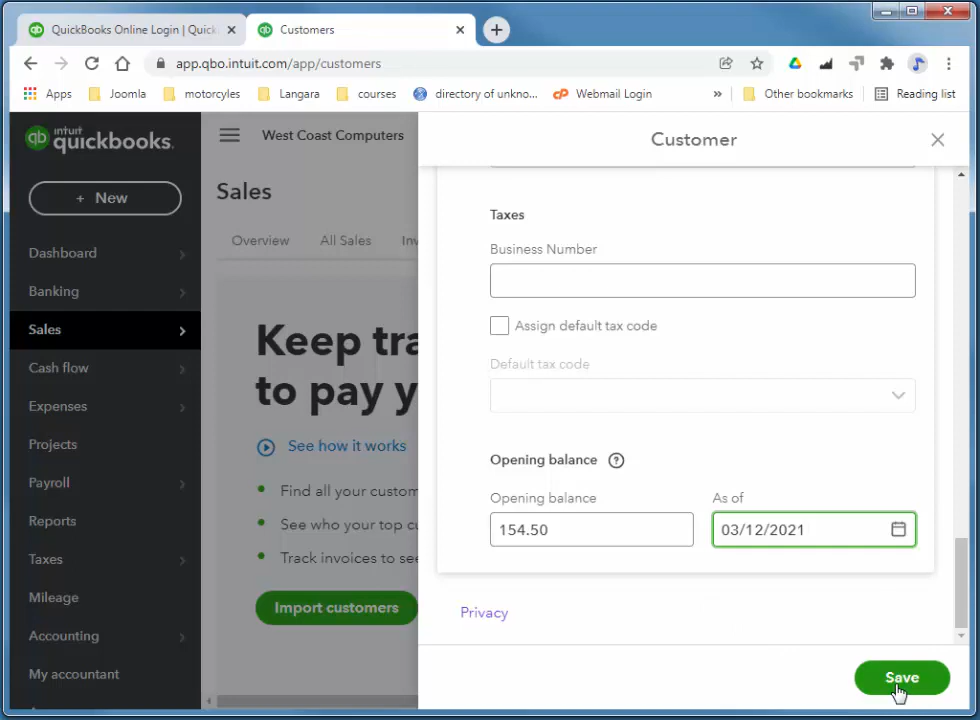 QuickBooks Online Login | Quick
Customers
app.qbo.intuit.com/app/customers
Apps
Joomla
motorcyles
Langara
courses
directory of unkno...
Webmail Login
»
Other bookmarks
Reading list
qb intuit quickbooks.
West Coast Computers
Customer
+ New
Sales
Overview
All Sales
Inv
Dashboard
Banking
Sales
Cash flow
Expenses
Projects
Payroll
Reports
Taxes
Mileage
Accounting
My accountant
Keep tra
to pay y
See how it works
Find all your custom
See who your top cu
Track invoices to see
Import customers
Taxes
Business Number
Assign default tax code
Default tax code
Opening balance ?
Opening balance
As of
154.50
03/12/2021
Privacy
Save